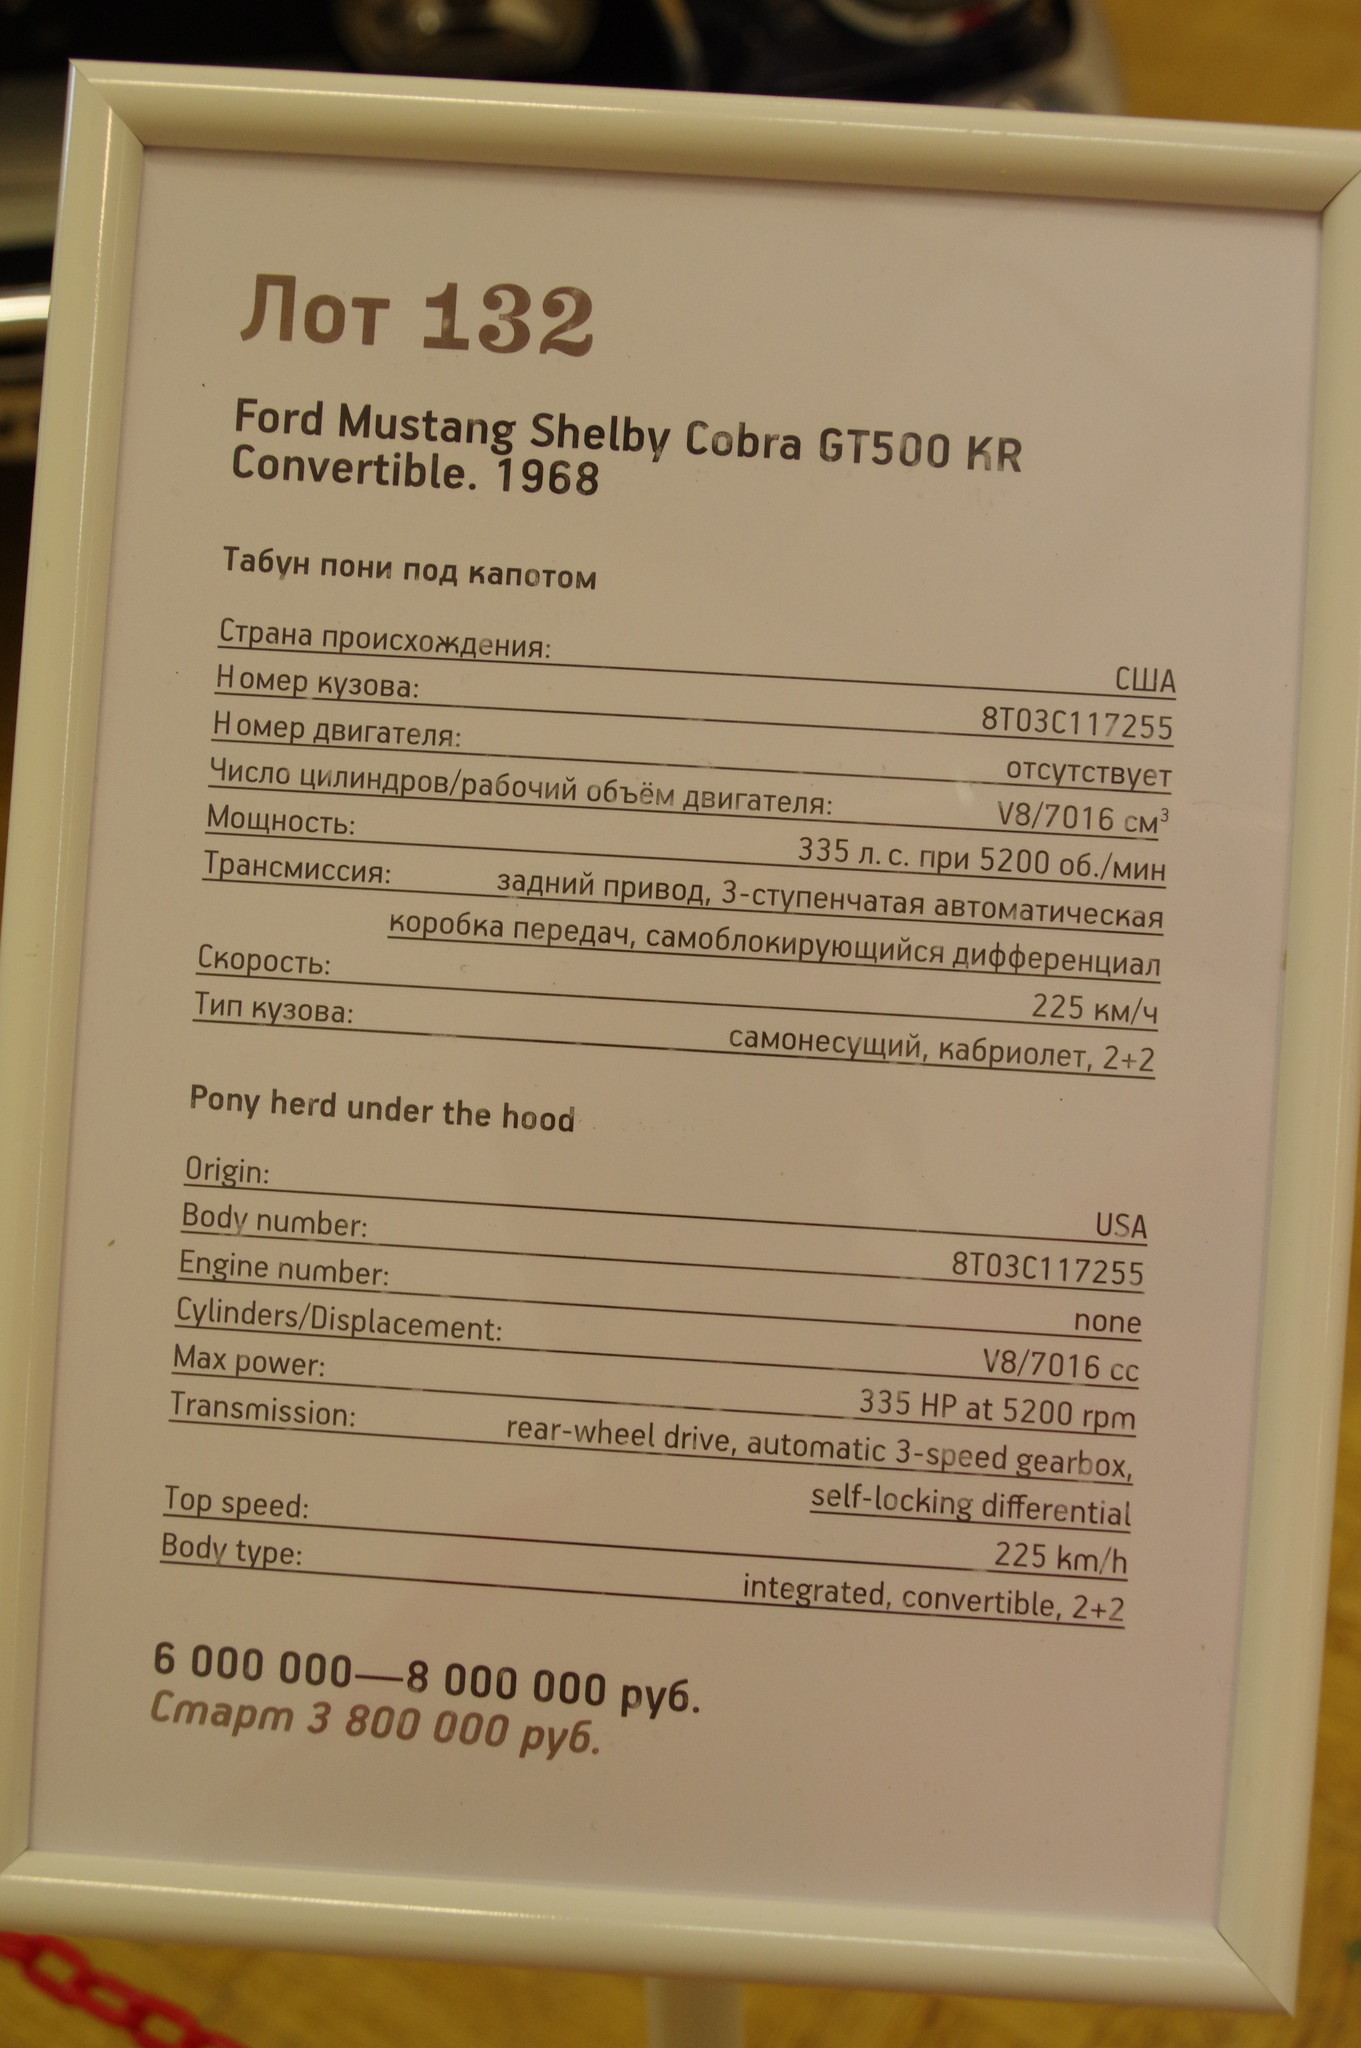 Лот 132
Ford Mustang Shelby Cobra GT500 KR
Convertible. 1968
Табун пони под капотом
Страна происхождения: США
Номер кузова: 8T03C117255
Номер двигателя: отсутствует
Число цилиндров/рабочий объём двигателя: V8/7016 см³
Мощность: 335 л. с. при 5200 об./мин
Трансмиссия: задний привод, 3-ступенчатая автоматическая
коробка передач, самоблокирующийся дифференциал
Скорость: 225 км/ч
Тип кузова: самонесущий, кабриолет, 2+2
Pony herd under the hood
Origin: USA
Body number: 8T03C117255
Engine number: none
Cylinders/Displacement: V8/7016 cc
Max power: 335 HP at 5200 rpm
Transmission: rear-wheel drive, automatic 3-speed gearbox,
self-locking differential
Top speed: 225 km/h
Body type: integrated, convertible, 2+2
6 000 000—8 000 000 руб.
Старт 3 800 000 руб.